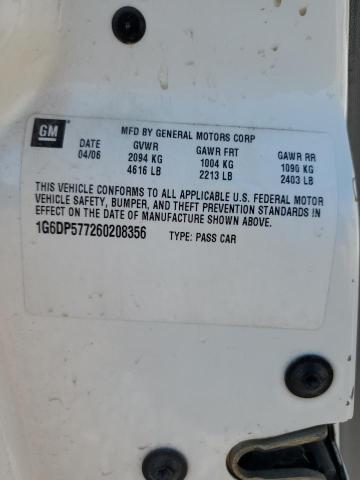 GM
MFD BY GENERAL MOTORS CORP
DATE GVWR GAWR FRT GAWR RR
04/06 2094 KG 1004 KG 1090 KG
4616 LB 2213 LB 2403 LB
THIS VEHICLE CONFORMS TO ALL APPLICABLE U.S. FEDERAL MOTOR
VEHICLE SAFETY, BUMPER, AND THEFT PREVENTION STANDARDS IN
EFFECT ON THE DATE OF MANUFACTURE SHOWN ABOVE.
1G6DP577260208356 TYPE: PASS CAR